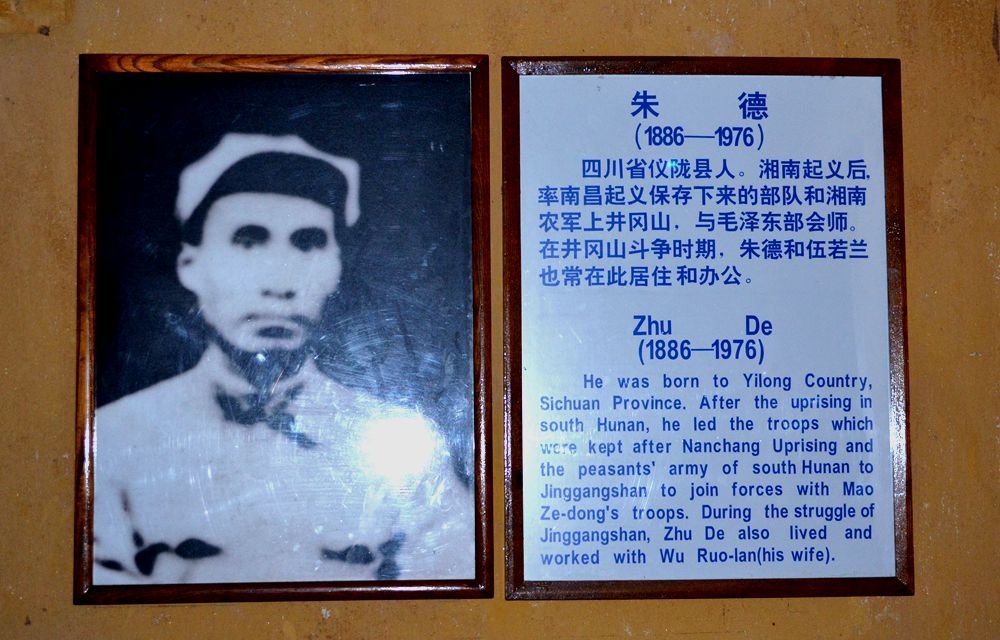 朱 德
(1886—1976)
四川省仪陇县人。湘南起义后,
率南昌起义保存下来的部队和湘南
农军上井冈山，与毛泽东部会师。
在井冈山斗争时期，朱德和伍若兰
也常在此居住和办公。
Zhu De
(1886—1976)
He was born to Yilong Country,
Sichuan Province. After the uprising in
south Hunan, he led the troops which
were kept after Nanchang Uprising and
the peasants' army of south Hunan to
Jinggangshan to join forces with Mao
Ze-dong's troops. During the struggle of
Jinggangshan, Zhu De also lived and
worked with Wu Ruo-lan(his wife).